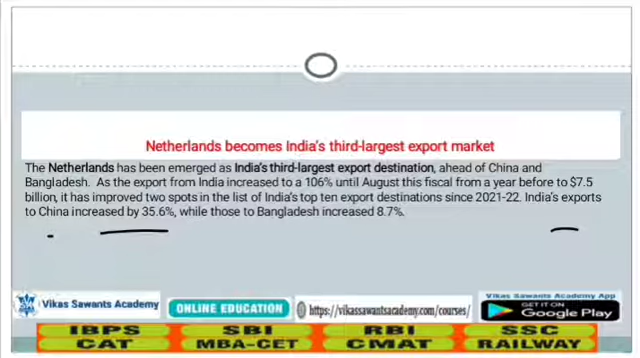 Netherlands becomes India's third-largest export market
The Netherlands has been emerged as India's third-largest export destination, ahead of China and
Bangladesh. As the export from India increased to a 106% until August this fiscal from a year before to $7.5
billion, it has improved two spots in the list of India's top ten export destinations since 2021-22. India's exports
to China increased by 35.6%, while those to Bangladesh increased 8.7%.
Vikas Sawants Academy
ONLINE EDUCATION
https://vikassawantsacademy.com/courses/
Vikas Sawants Academy App
GET IT ON
Google Play
IBPS SBI RBI SSC
CAT MBA-CET CMAT RAILWAY